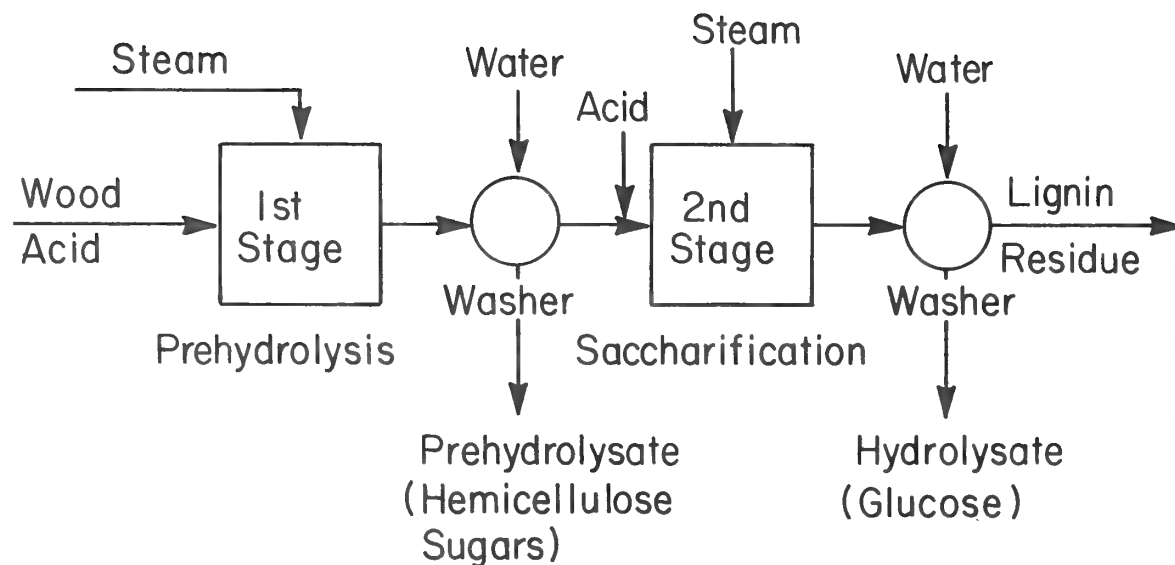 Steam
Water
Steam
Water
Acid
Wood
Acid
1st
Stage
2nd
Stage
Lignin
Residue
Washer
Washer
Prehydrolysis
Saccharification
Prehydrolysate
(Hemicellulose
Sugars)
Hydrolysate
(Glucose)